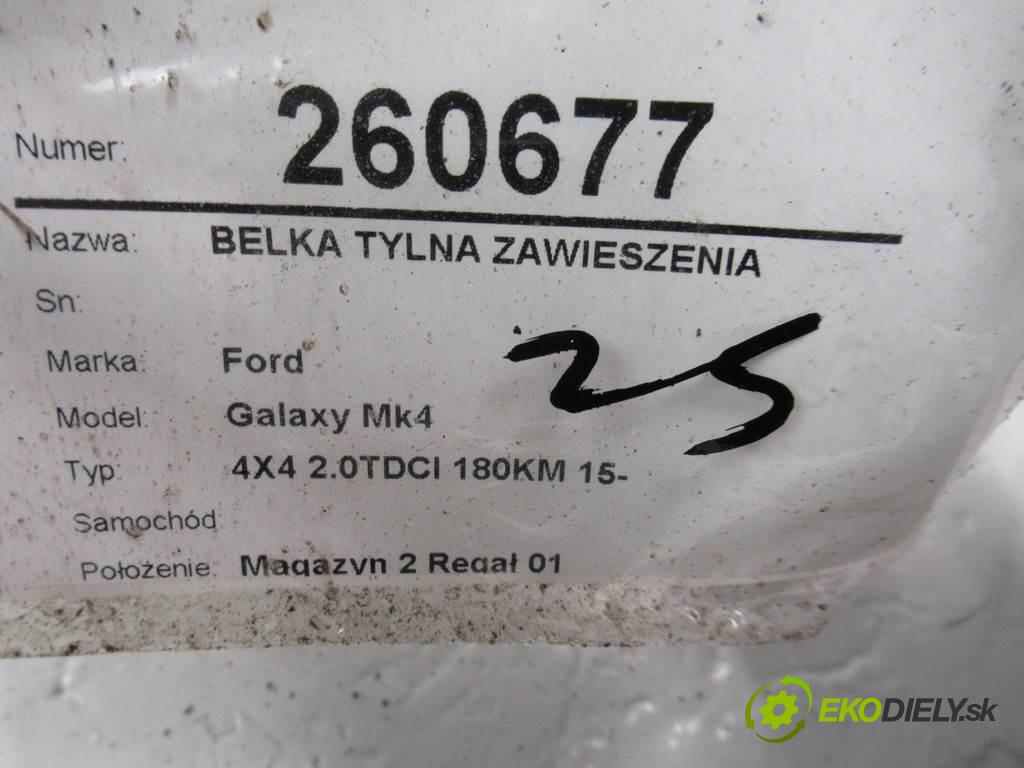 Numer: 260677
Nazwa: BELKA TYLNA ZAWIESZENIA
Sn:
Marka: Ford
25
Model: Galaxy Mk4
Typ: 4X4 2.0TDCI 180KM 15-
Samochód:
Położenie: Magazyn 2 Regał 01
EKODIELY.sk